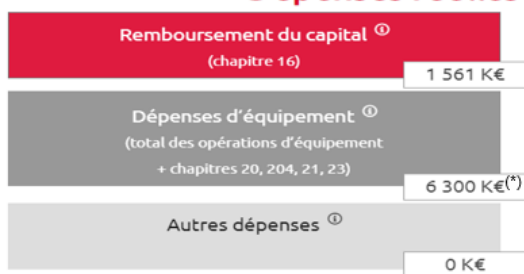 Remboursement du capital ⓘ
(chapitre 16)
1 561 K€
Dépenses d'équipement ⓘ
(total des opérations d'équipement
+ chapitres 20, 204, 21, 23)
6 300 K€(*)
Autres dépenses ⓘ
0 K€